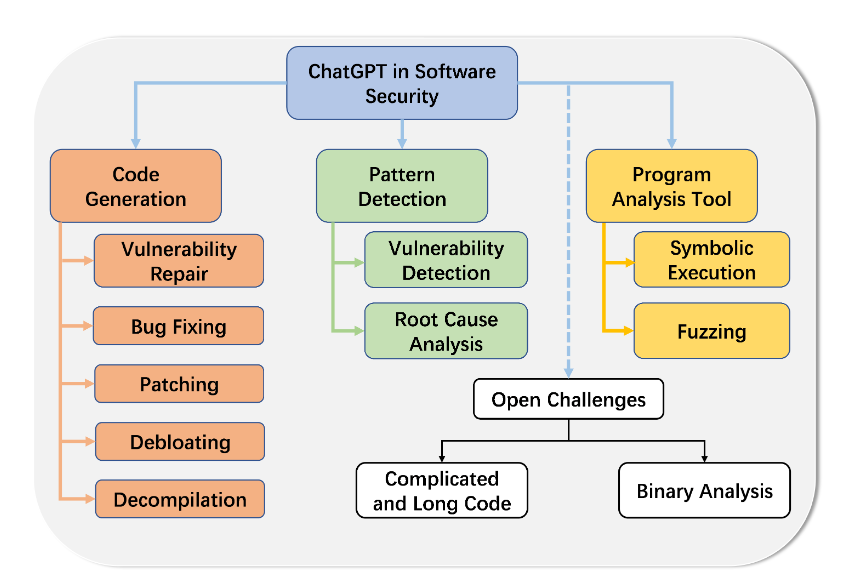 ChatGPT in Software
Security
Code
Generation
Vulnerability
Repair
Bug Fixing
Patching
Debloating
Decompilation
Pattern
Detection
Vulnerability
Detection
Root Cause
Analysis
Program
Analysis Tool
Symbolic
Execution
Fuzzing
Open Challenges
Complicated
and Long Code
Binary Analysis